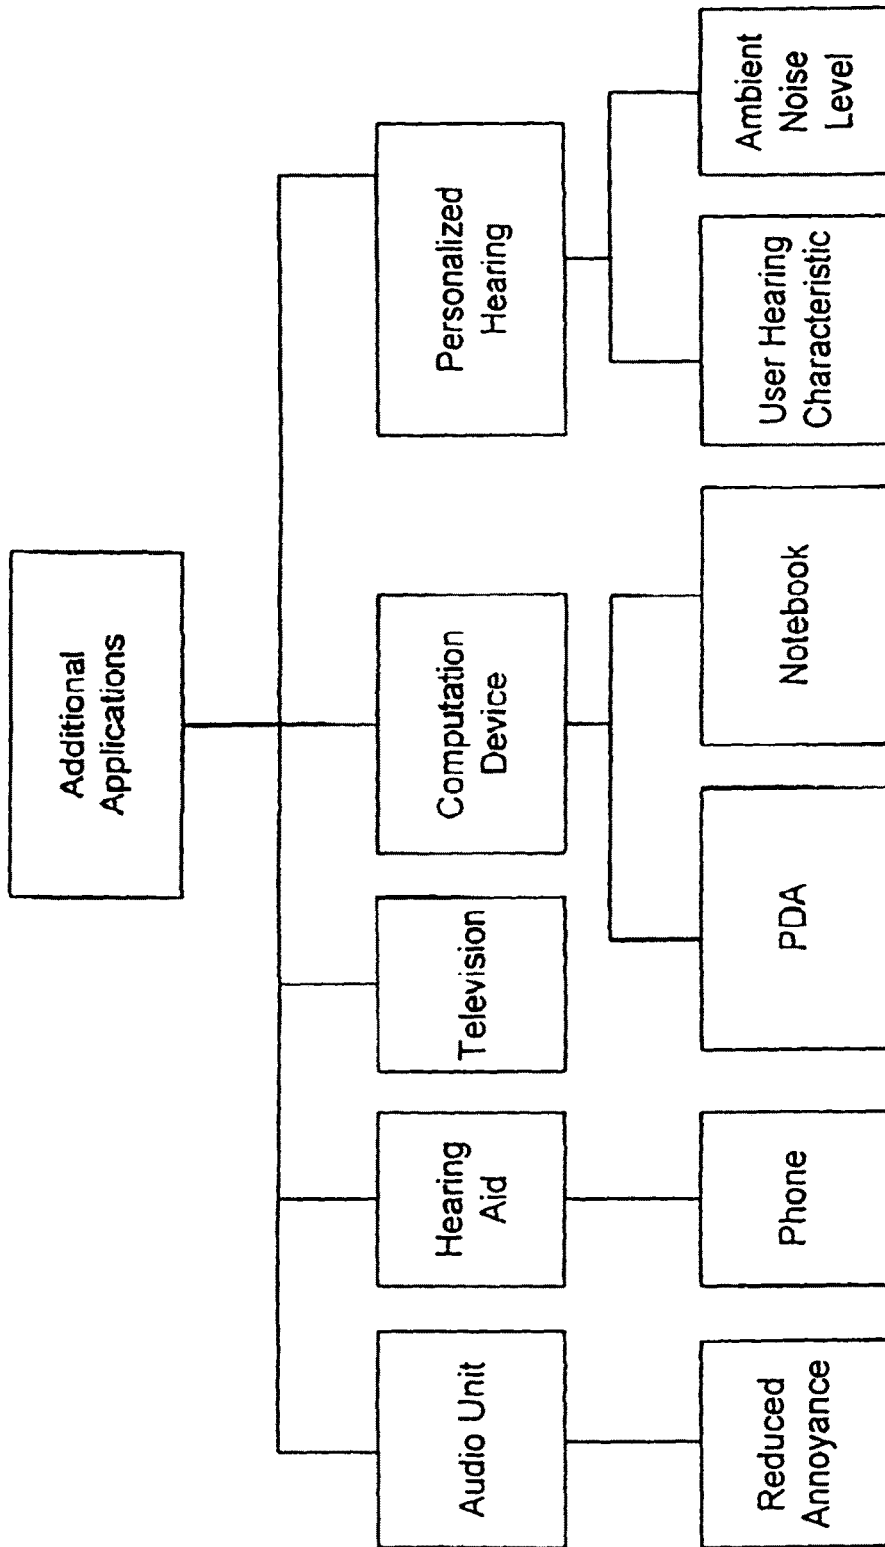 Additional
Applications
Audio Unit
Hearing
Aid
Television
Computation
Device
Personalized
Hearing
Reduced
Annoyance
Phone
PDA
Notebook
User Hearing
Characteristic
Ambient
Noise
Level